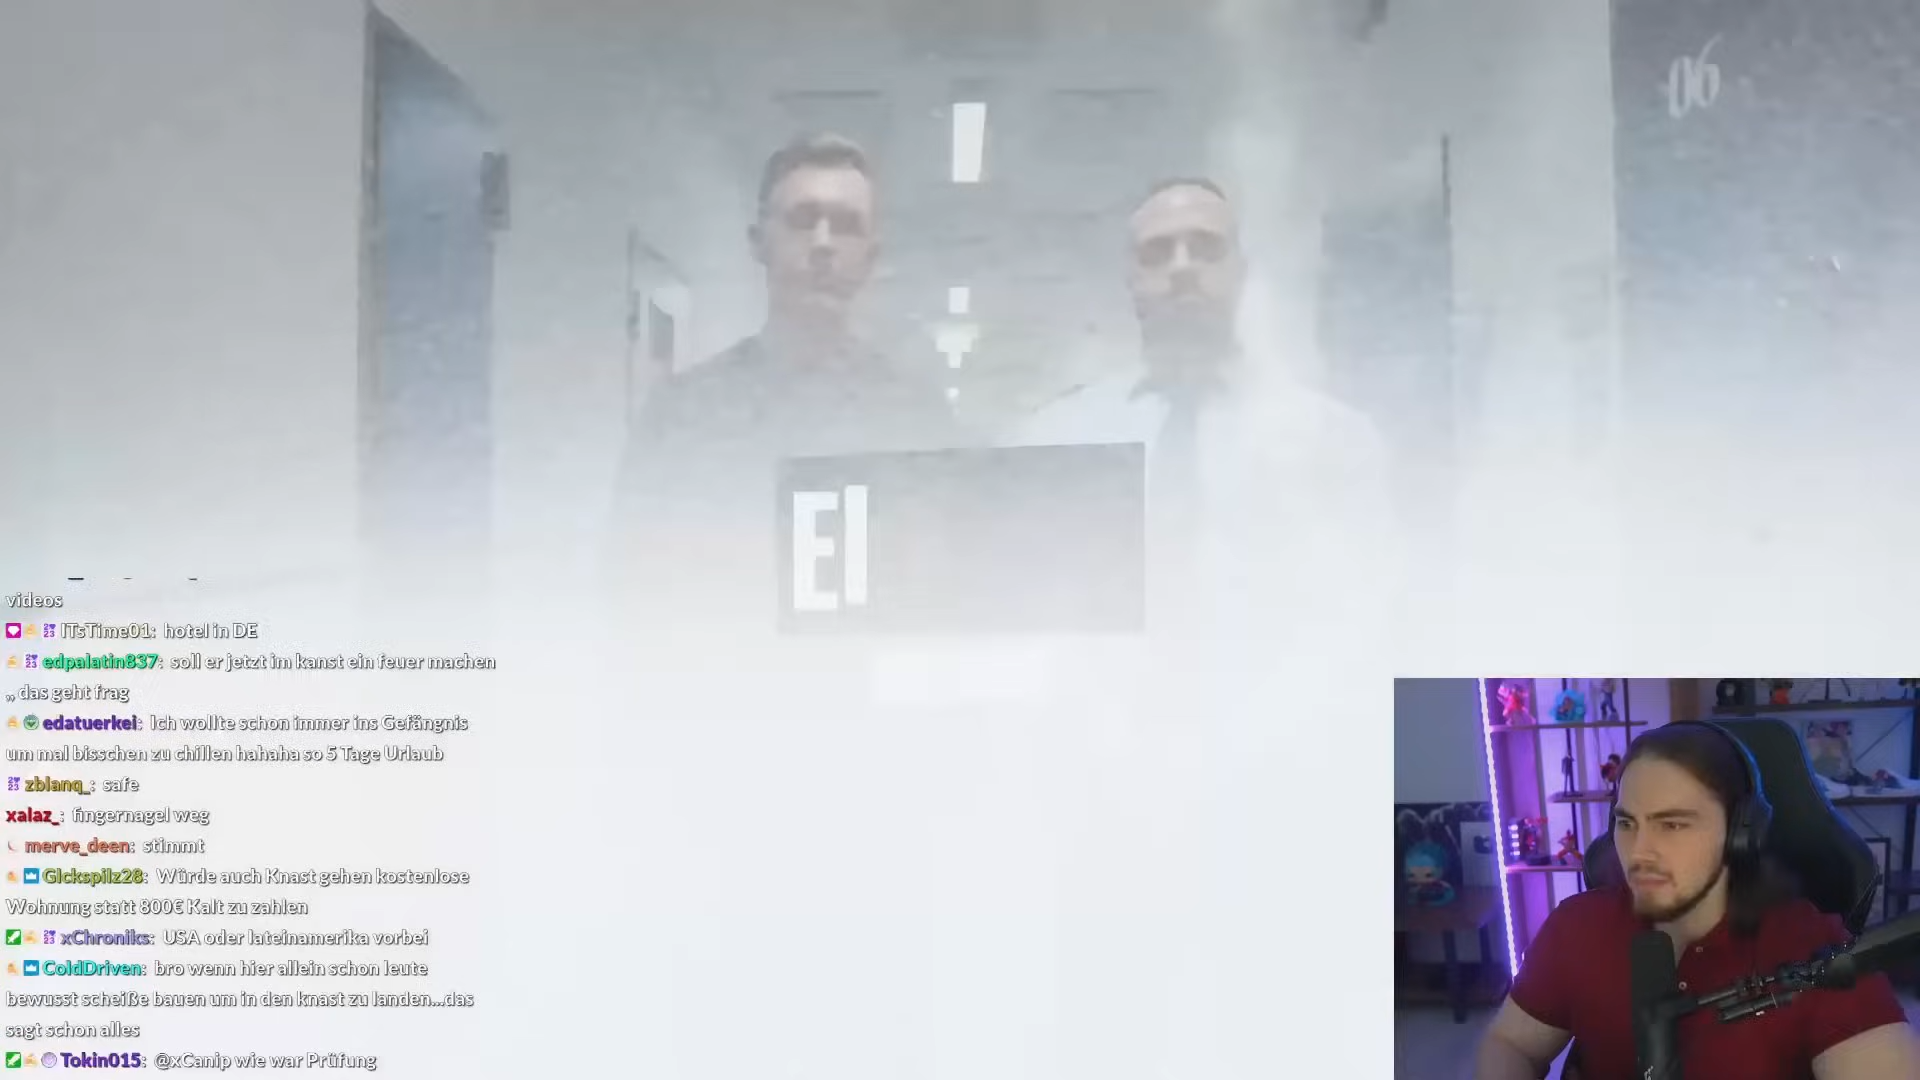 06
EI
videos
ITsTime01: hotel in DE
edpalatin837: soll er jetzt im kanst ein feuer machen
,, das geht frag
edatuerkei: Ich wollte schon immer ins Gefängnis
um mal bisschen zu chillen hahaha so 5 Tage Urlaub
zblanq_: safe
xalaz_: fingernagel weg
merve_deen: stimmt
Glckspilz28: Würde auch Knast gehen kostenlose
Wohnung statt 800€ Kalt zu zahlen
xChroniks: USA oder lateinamerika vorbei
ColdDriven: bro wenn hier allein schon leute
bewusst scheiße bauen um in den knast zu landen...das
sagt schon alles
Tokin015: @xCanip wie war Prüfung